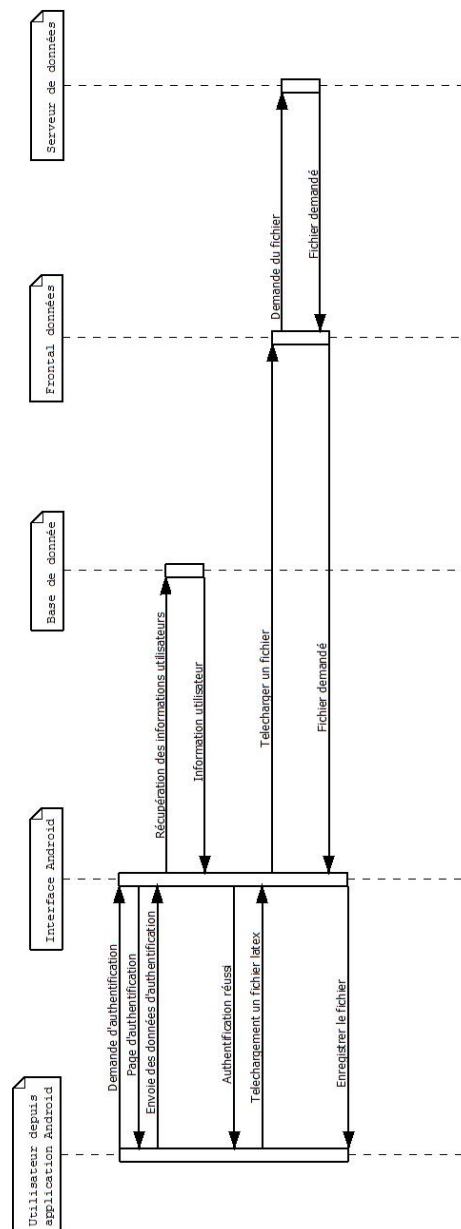 Utilisateur depuis
application Android
Interface Android
Base de donnée
Frontal données
Serveur de données
Demande d'authentification
Page d'authentification
Envoie des données d'authentification
Récupération des informations utilisateurs
Information utilisateur
Authentification réussi
Telechargement un fichier latex
Telecharger un fichier
Demande du fichier
Fichier demandé
Fichier demandé
Enregistrer le fichier